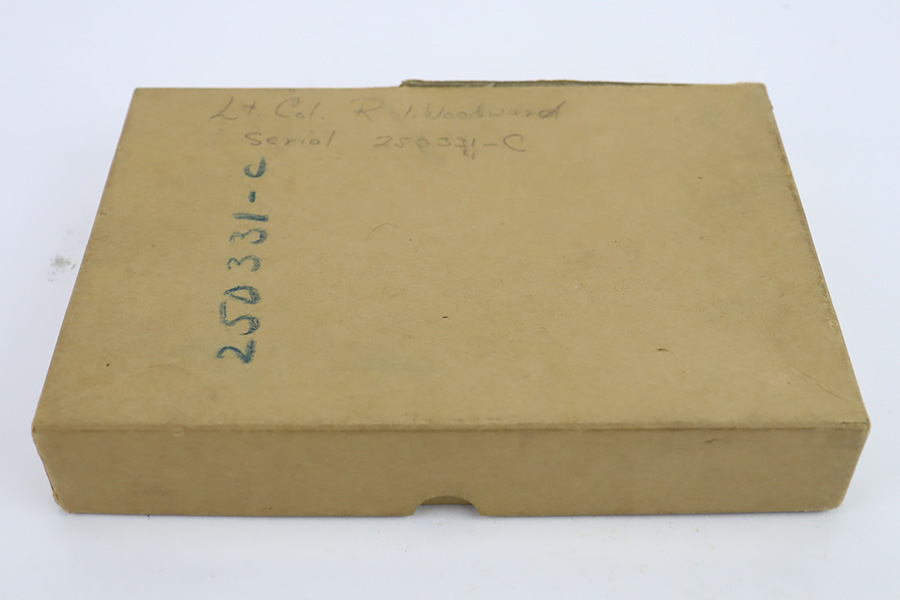 Lt. Col. R. J. Woodward
Serial 250331-C
250331-C